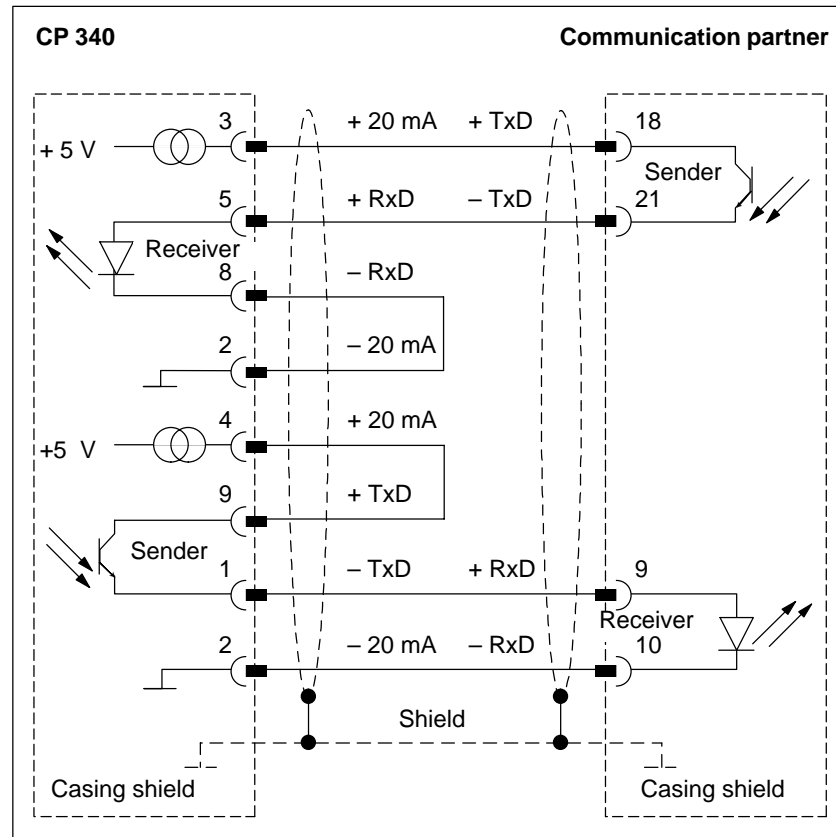 CP 340 Communication partner
3 + 20 mA + TxD 18
+ 5 V
Sender
5 + RxD – TxD 21
Receiver
8 – RxD
2 – 20 mA
4 + 20 mA
+5 V
9 + TxD
Sender
1 – TxD + RxD 9
Receiver
2 – 20 mA – RxD 10
Shield
Casing shield Casing shield